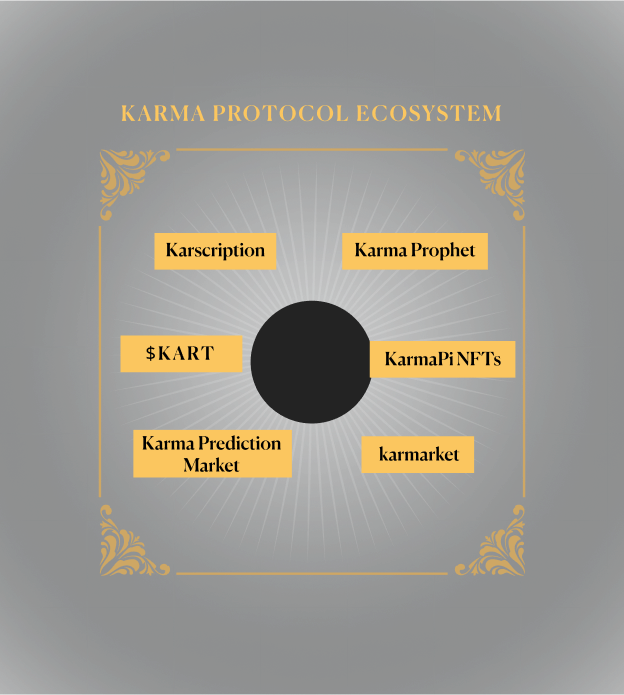 KARMA PROTOCOL ECOSYSTEM
Karscription
Karma Prophet
$KART
KarmaPi NFTs
Karma Prediction
Market
karmarket